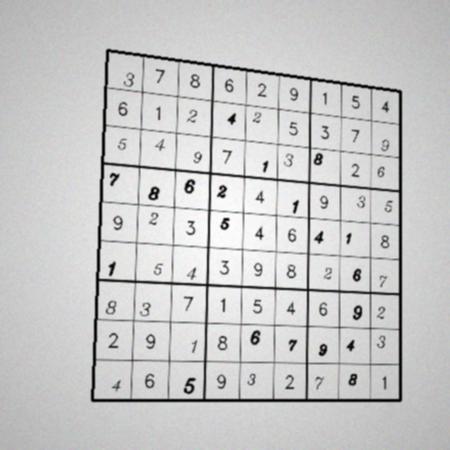 3 7 8 6 2 9 1 5 4
6 1 2 4 2 5 3 7 9
5 4 9 7 1 3 8 2 6
7 8 6 2 4 1 9 3 5
9 2 3 5 4 6 4 1 8
1 5 4 3 9 8 2 6 7
8 3 7 1 5 4 6 9 2
2 9 1 8 6 7 9 4 3
4 6 5 9 3 2 7 8 1